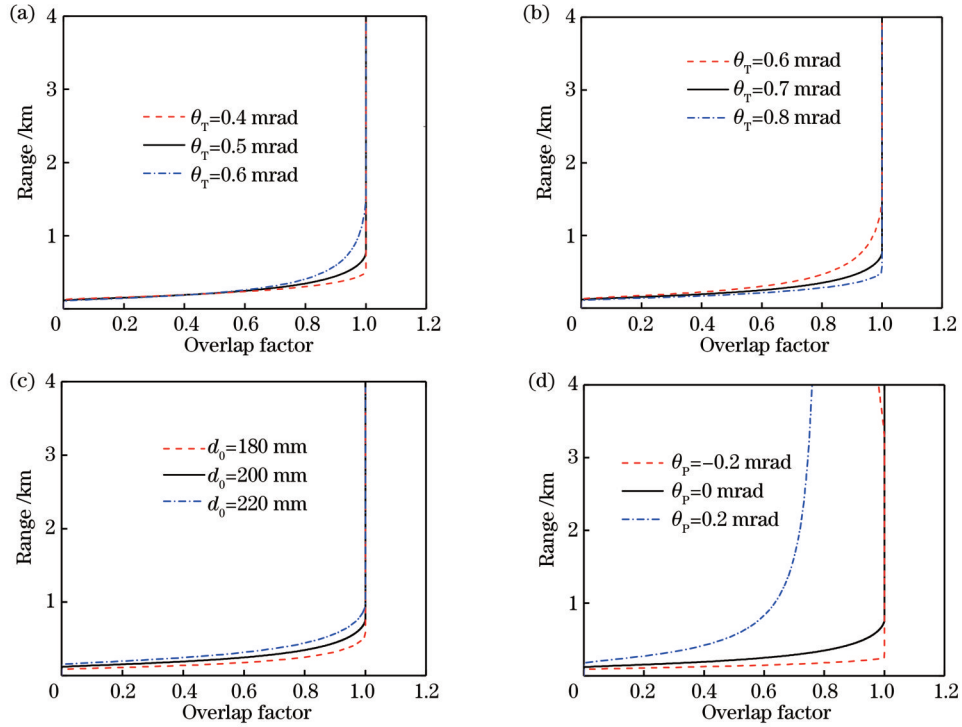 (a)
4
3
2
1
Range /km
θT=0.4 mrad
θT=0.5 mrad
θT=0.6 mrad
0 0.2 0.4 0.6 0.8 1.0 1.2
Overlap factor
(b)
4
3
2
1
Range /km
θT=0.6 mrad
θT=0.7 mrad
θT=0.8 mrad
0 0.2 0.4 0.6 0.8 1.0 1.2
Overlap factor
(c)
4
3
2
1
Range /km
d0=180 mm
d0=200 mm
d0=220 mm
0 0.2 0.4 0.6 0.8 1.0 1.2
Overlap factor
(d)
4
3
2
1
Range /km
θP=−0.2 mrad
θP=0 mrad
θP=0.2 mrad
0 0.2 0.4 0.6 0.8 1.0 1.2
Overlap factor